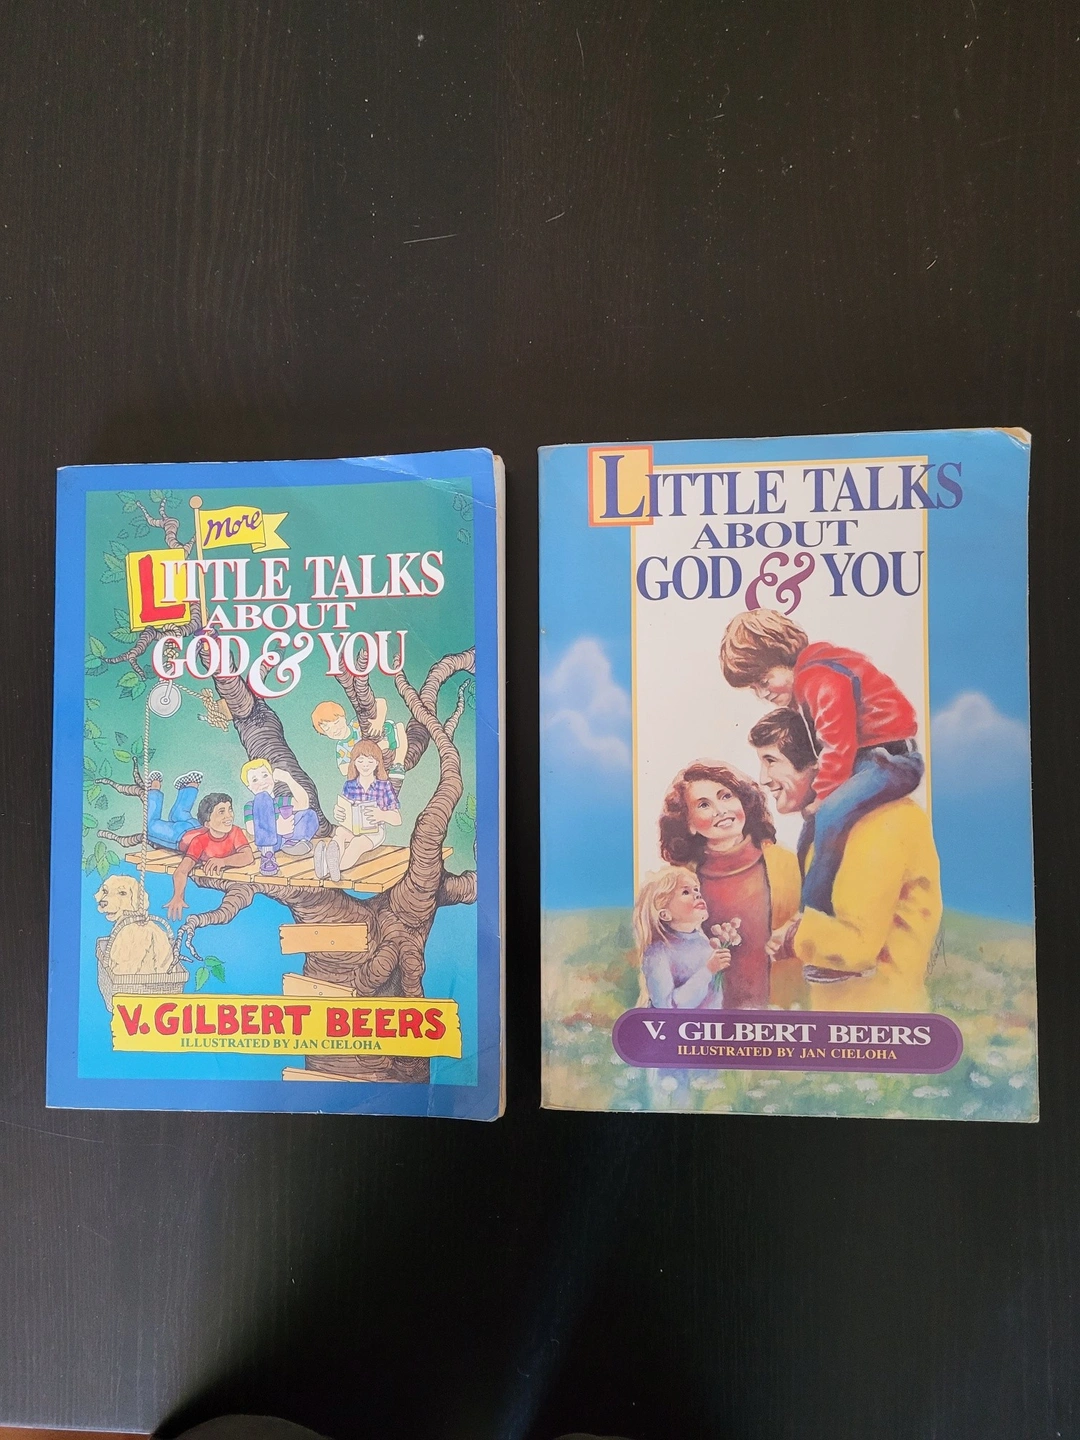 More
LITTLE TALKS
ABOUT
GOD & YOU
V. GILBERT BEERS
ILLUSTRATED BY JAN CIELOHA
LITTLE TALKS
ABOUT
GOD & YOU
V. GILBERT BEERS
ILLUSTRATED BY JAN CIELOHA